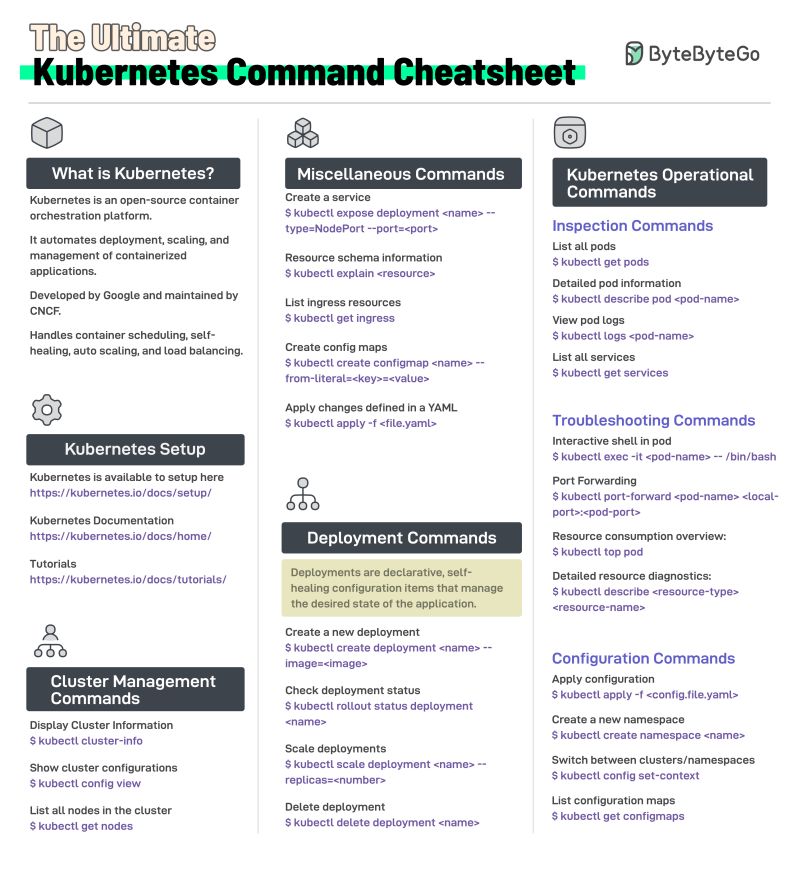 The Ultimate
Kubernetes Command Cheatsheet
ByteByteGo
What is Kubernetes?
Kubernetes is an open-source container
orchestration platform.
It automates deployment, scaling, and
management of containerized
applications.
Developed by Google and maintained by
CNCF.
Handles container scheduling, self-
healing, auto scaling, and load balancing.
Kubernetes Setup
Kubernetes is available to setup here
https://kubernetes.io/docs/setup/
Kubernetes Documentation
https://kubernetes.io/docs/home/
Tutorials
https://kubernetes.io/docs/tutorials/
Cluster Management
Commands
Display Cluster Information
$ kubectl cluster-info
Show cluster configurations
$ kubectl config view
List all nodes in the cluster
$ kubectl get nodes
Miscellaneous Commands
Create a service
$ kubectl expose deployment <name> --
type=NodePort --port=<port>
Resource schema information
$ kubectl explain <resource>
List ingress resources
$ kubectl get ingress
Create config maps
$ kubectl create configmap <name> --
from-literal=<key>=<value>
Apply changes defined in a YAML
$ kubectl apply -f <file.yaml>
Deployment Commands
Deployments are declarative, self-
healing configuration items that manage
the desired state of the application.
Create a new deployment
$ kubectl create deployment <name> --
image=<image>
Check deployment status
$ kubectl rollout status deployment
<name>
Scale deployments
$ kubectl scale deployment <name> --
replicas=<number>
Delete deployment
$ kubectl delete deployment <name>
Kubernetes Operational
Commands
Inspection Commands
List all pods
$ kubectl get pods
Detailed pod information
$ kubectl describe pod <pod-name>
View pod logs
$ kubectl logs <pod-name>
List all services
$ kubectl get services
Troubleshooting Commands
Interactive shell in pod
$ kubectl exec -it <pod-name> -- /bin/bash
Port Forwarding
$ kubectl port-forward <pod-name> <local-
port>:<pod-port>
Resource consumption overview:
$ kubectl top pod
Detailed resource diagnostics:
$ kubectl describe <resource-type>
<resource-name>
Configuration Commands
Apply configuration
$ kubectl apply -f <config.file.yaml>
Create a new namespace
$ kubectl create namespace <name>
Switch between clusters/namespaces
$ kubectl config set-context
List configuration maps
$ kubectl get configmaps